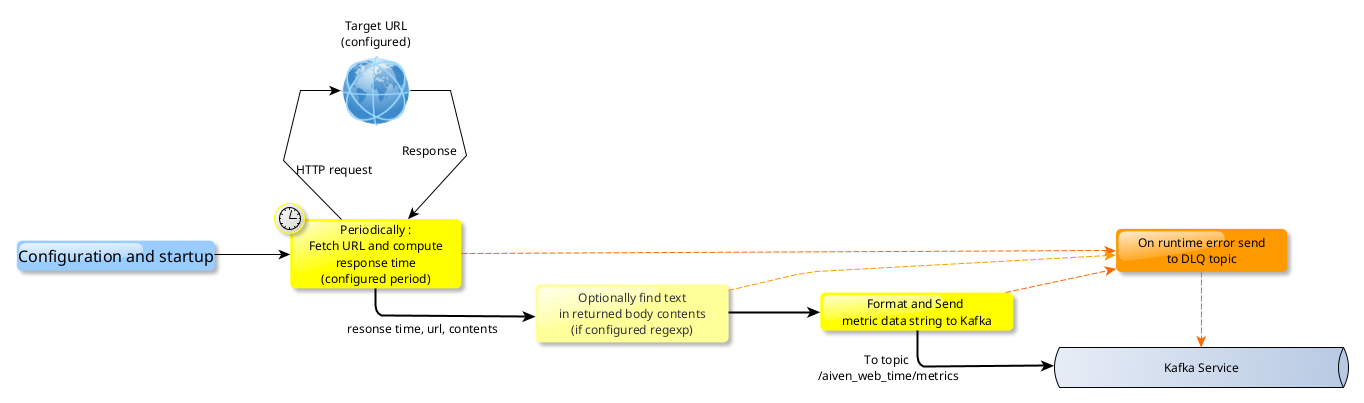 Target URL
(configured)
Response
HTTP request
Periodically :
Fetch URL and compute
response time
(configured period)
Configuration and startup
On runtime error send
to DLQ topic
Optionally find text
in returned body contents
(if configured regexp)
Format and Send
metric data string to Kafka
resonse time, url, contents
To topic
/aiven_web_time/metrics
Kafka Service